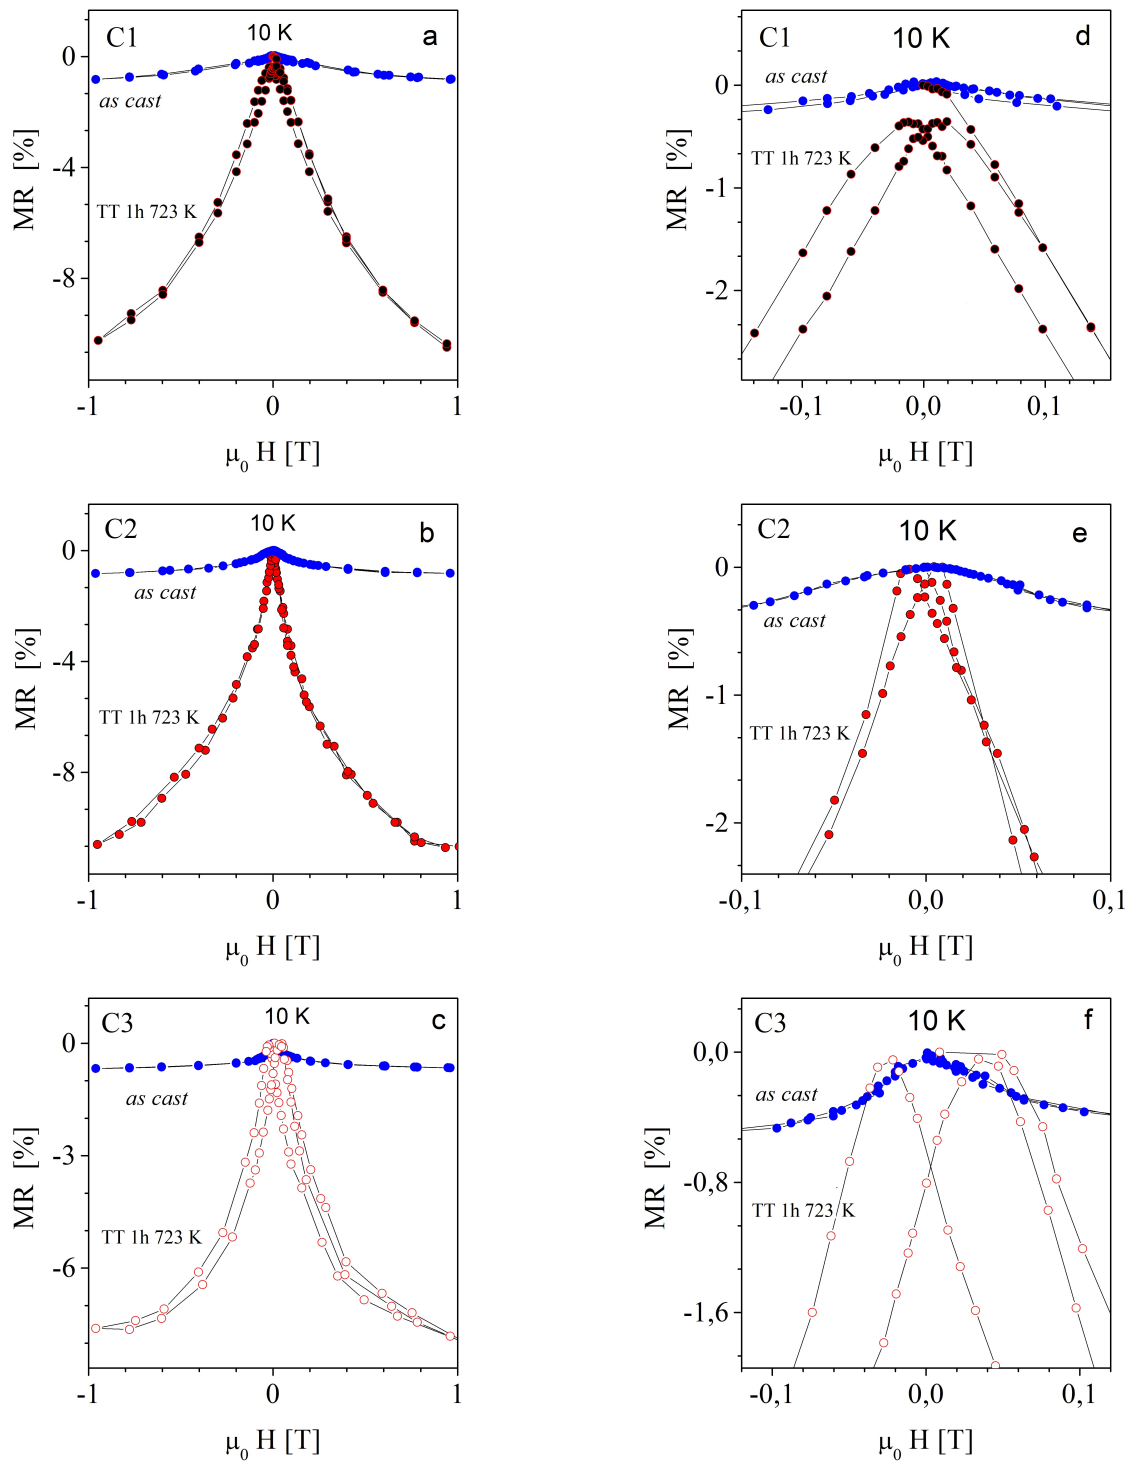 C1 10 K a
0
as cast
-4
TT 1h 723 K
-8
MR [%]
-1 0 1
μ0 H [T]
C1 10 K d
as cast
0
TT 1h 723 K
-1
-2
MR [%]
-0,1 0,0 0,1
μ0 H [T]
C2 10 K b
0
as cast
-4
TT 1h 723 K
-8
MR [%]
-1 0 1
μ0 H [T]
C2 10 K e
0
as cast
-1
TT 1h 723 K
-2
MR [%]
-0,1 0,0 0,1
μ0 H [T]
C3 10 K c
0
as cast
-3
TT 1h 723 K
-6
MR [%]
-1 0 1
μ0 H [T]
C3 10 K f
0,0
as cast
-0,8
TT 1h 723 K
-1,6
MR [%]
-0,1 0,0 0,1
μ0 H [T]